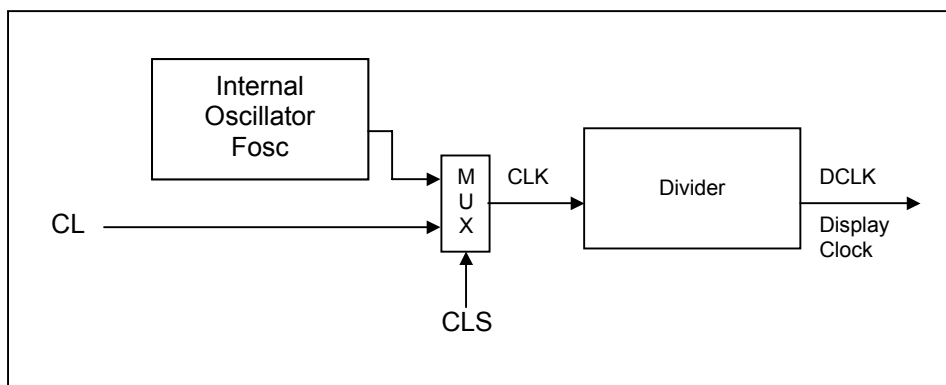 Internal
Oscillator
Fosc
M
U
X
CLK
Divider
DCLK
CL
Display
Clock
CLS